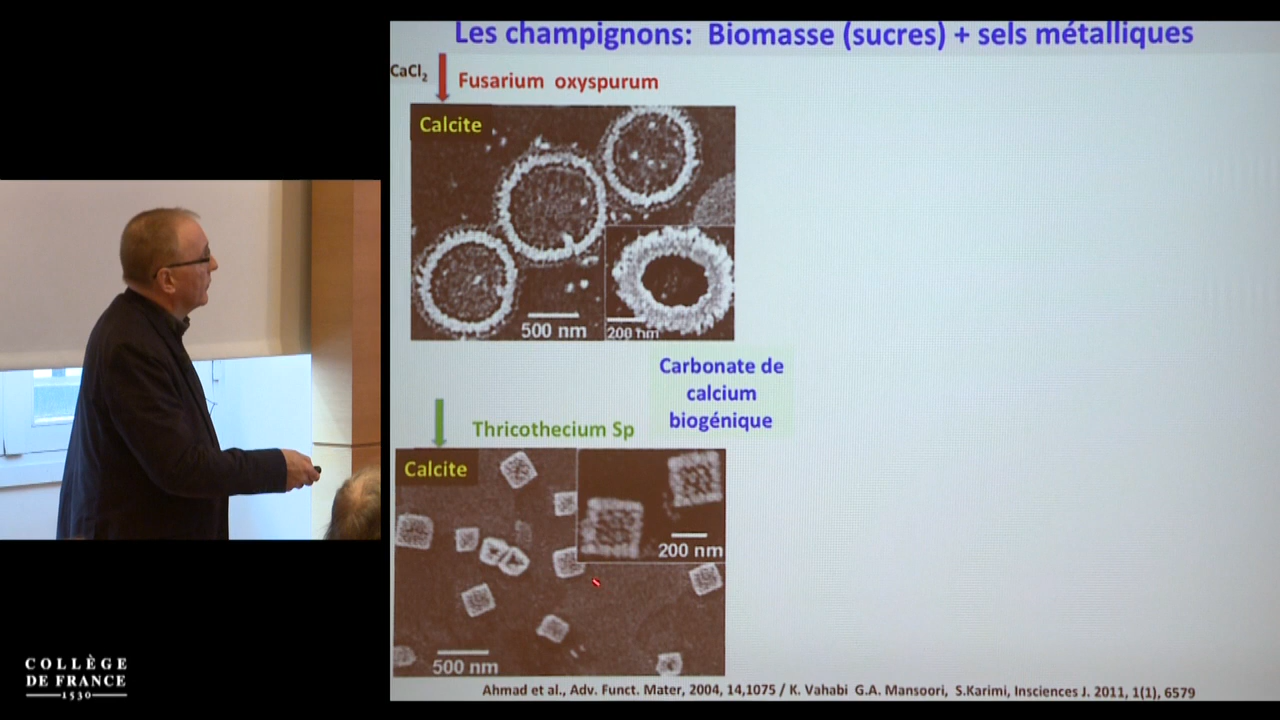 Les champignons: Biomasse (sucres) + sels métalliques
CaCl₂
Fusarium oxyspurum
Calcite
500 nm
200 nm
Carbonate de
calcium
biogénique
Thricothecium Sp
Calcite
200 nm
500 nm
Ahmad et al., Adv. Funct. Mater, 2004, 14,1075 / K. Vahabi G.A. Mansoori, S.Karimi, Insciences J. 2011, 1(1), 6579
COLLÈGE
DE FRANCE
1530